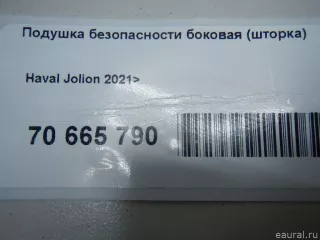 Подушка безопасности боковая (шторка)
Haval Jolion 2021>
70 665 790
eaural.ru